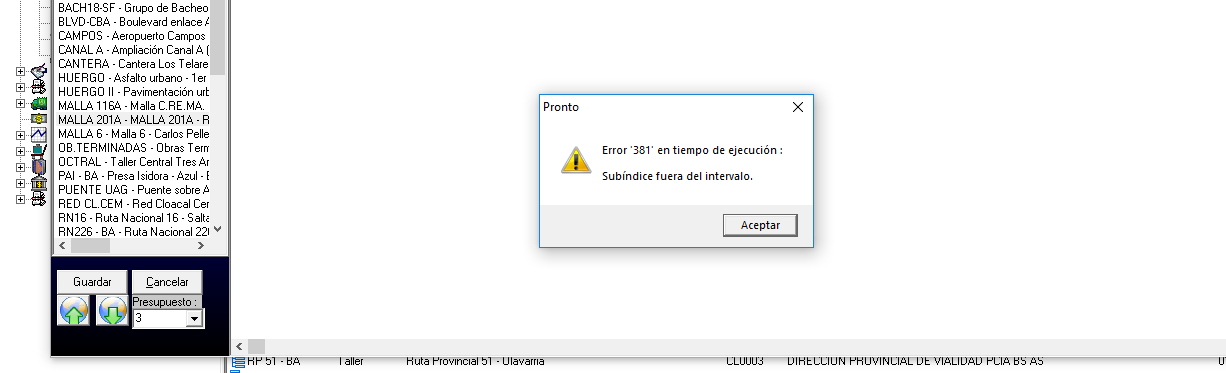 BACH18-SF - Grupo de Bacheo
BLVD-CBA - Boulevard enlace
CAMPOS - Aeropuerto Campos
CANAL A - Ampliación Canal A (
CANTERA - Cantera Los Telare
HUERGO - Asfalto urbano - 1er
HUERGO II - Pavimentación urb
MALLA 116A - Malla C.RE.MA.
MALLA 201A - MALLA 201A - R
MALLA 6 - Malla 6 - Carlos Pelle
OB.TERMINADAS - Obras Term
OCTRAL - Taller Central Tres Ar
PAI - BA - Presa Isidora - Azul -
PUENTE UAG - Puente sobre A
RED CL.CEM - Red Cloacal Cer
RN16 - Ruta Nacional 16 - Salta
RN226 - BA - Ruta Nacional 226
Pronto
Error '381' en tiempo de ejecución :
Subíndice fuera del intervalo.
Aceptar
Guardar
Cancelar
Presupuesto :
3
RP 51 - BA Taller Ruta Provincial 51 - Olavarria CL0003 DIRECCION PROVINCIAL DE VIALIDAD PCIA BS AS